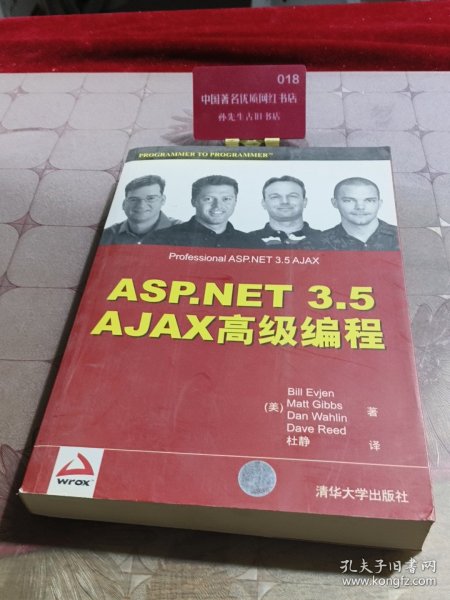 018
中国著名优质网红书店
孙先生古旧书店
PROGRAMMER TO PROGRAMMER™
Professional ASP.NET 3.5 AJAX
ASP.NET 3.5
AJAX高级编程
Bill Evjen
(美) Matt Gibbs 著
Dan Wahlin
Dave Reed
杜静 译
wrox™
清华大学出版社
孔夫子旧书网
www.kongfz.com